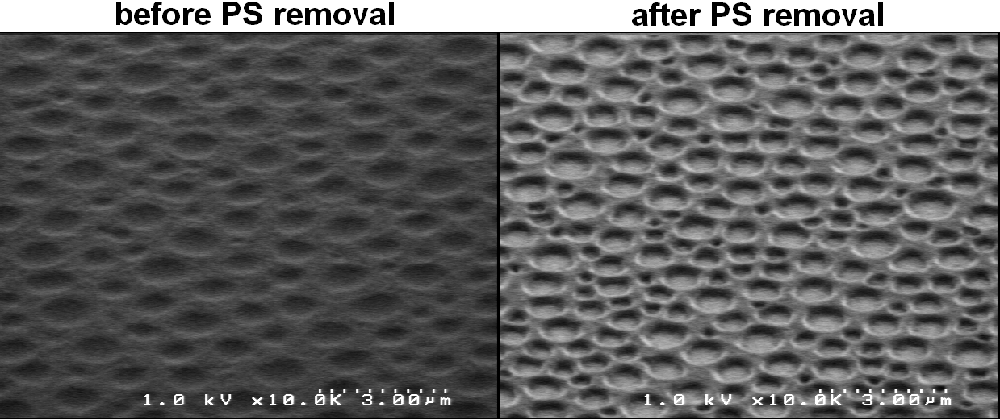 before PS removal
after PS removal
1.0 kV x10.0K 3.00µm
1.0 kV x10.0K 3.00µm